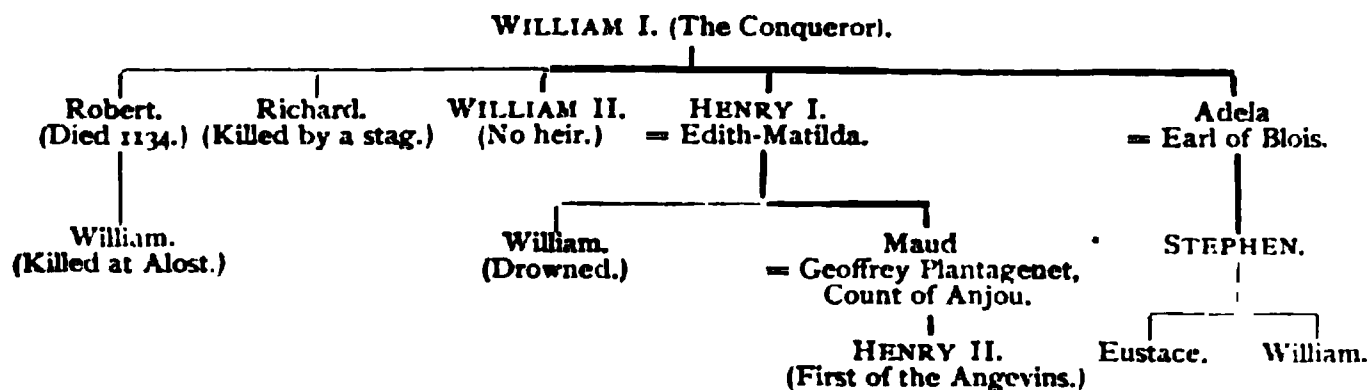 WILLIAM I. (The Conqueror).
Robert. Richard. WILLIAM II. HENRY I. Adela
(Died 1134.) (Killed by a stag.) (No heir.) = Edith-Matilda. = Earl of Blois.
William. William. Maud STEPHEN.
(Killed at Alost.) (Drowned.) = Geoffrey Plantagenet,
Count of Anjou.
HENRY II. Eustace. William.
(First of the Angevins.)